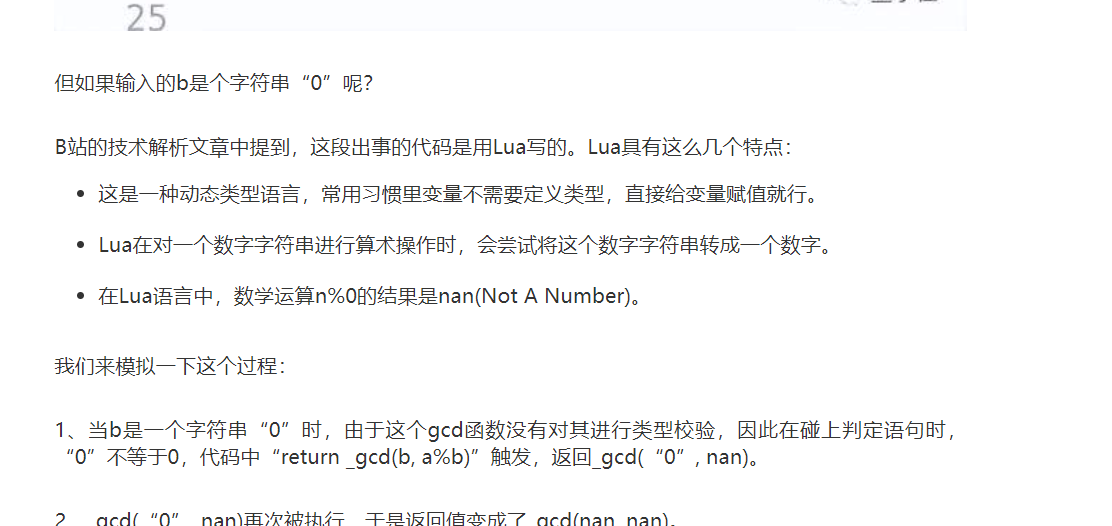 25
但如果输入的b是个字符串“0”呢？
B站的技术解析文章中提到，这段出事的代码是用Lua写的。Lua具有这么几个特点：
• 这是一种动态类型语言，常用习惯里变量不需要定义类型，直接给变量赋值就行。
• Lua在对一个数字字符串进行算术操作时，会尝试将这个数字字符串转成一个数字。
• 在Lua语言中，数学运算n%0的结果是nan(Not A Number)。
我们来模拟一下这个过程：
1、当b是一个字符串“0”时，由于这个gcd函数没有对其进行类型校验，因此在碰上判定语句时，
“0”不等于0，代码中“return _gcd(b, a%b)”触发，返回_gcd(“0”, nan)。
2、_gcd(“0”, nan)再次被执行，于是返回值变成了_gcd(nan, nan)。